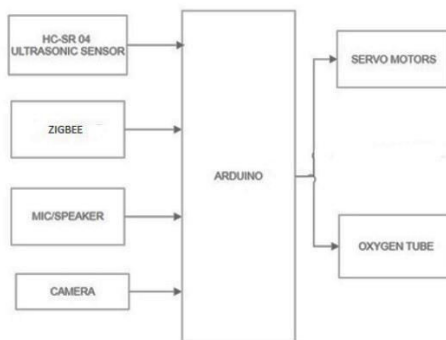 HC-SR 04
ULTRASONIC SENSOR
ZIGBEE
MIC/SPEAKER
CAMERA
ARDUINO
SERVO MOTORS
OXYGEN TUBE